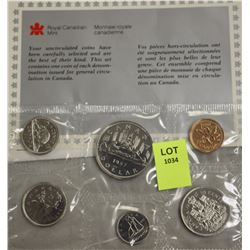 Royal Canadian
Mint
Monnaie royale
canadienne
Your uncirculated coins have
been carefully selected and
are the best of their kind. This
set contains one coin of each
denomination issued for general
circulation in Canada.
Vos pièces hors-circulation ont
été soigneusement sélectionnées
et sont les plus belles de leur
genre. Cet ensemble comprend
une pièce de monnaie de chaque
dénomination mise en circulation
au Canada.
DOLLAR
LOT
1034